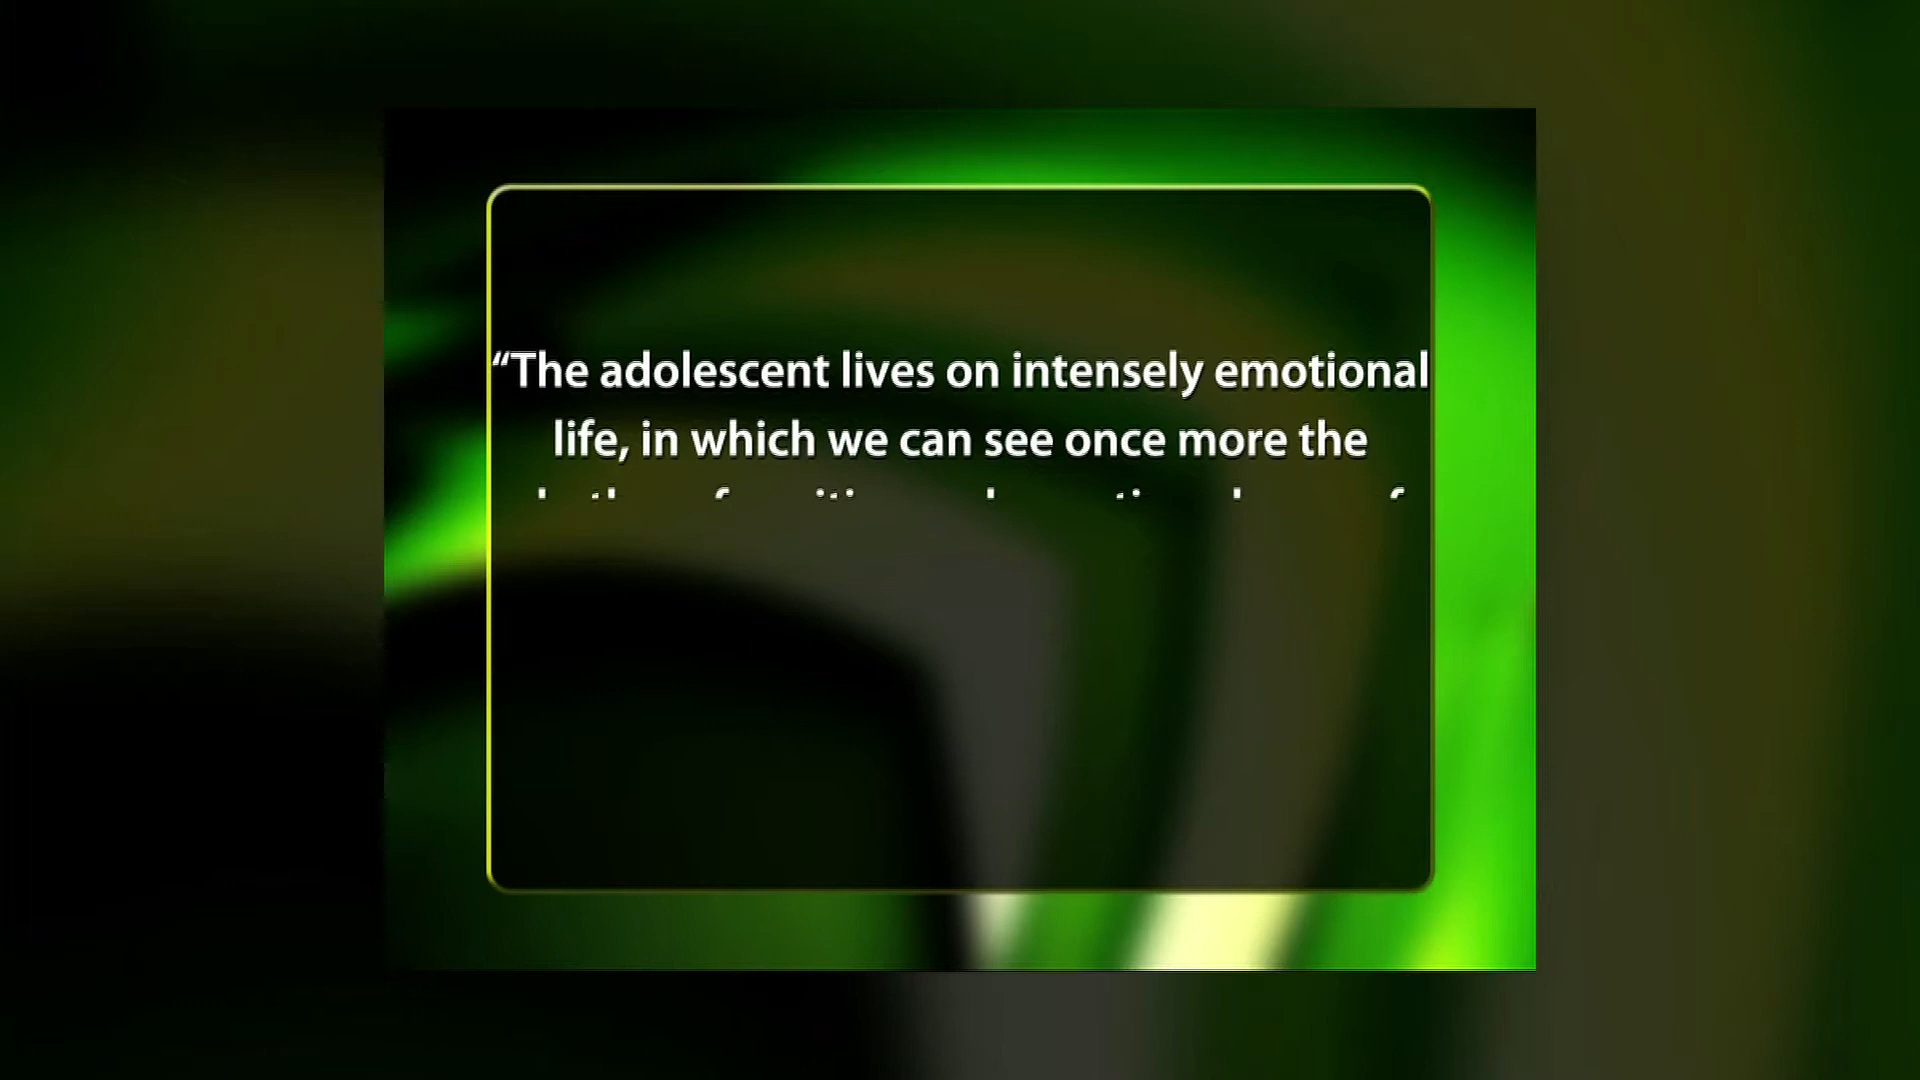 “The adolescent lives on intensely emotional
life, in which we can see once more the